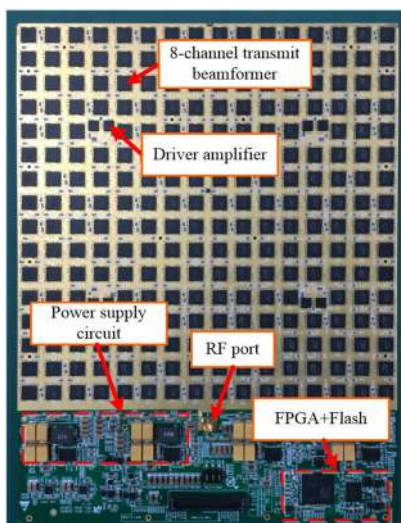 8-channel transmit
beamformer
Driver amplifier
Power supply
circuit
RF port
FPGA+Flash